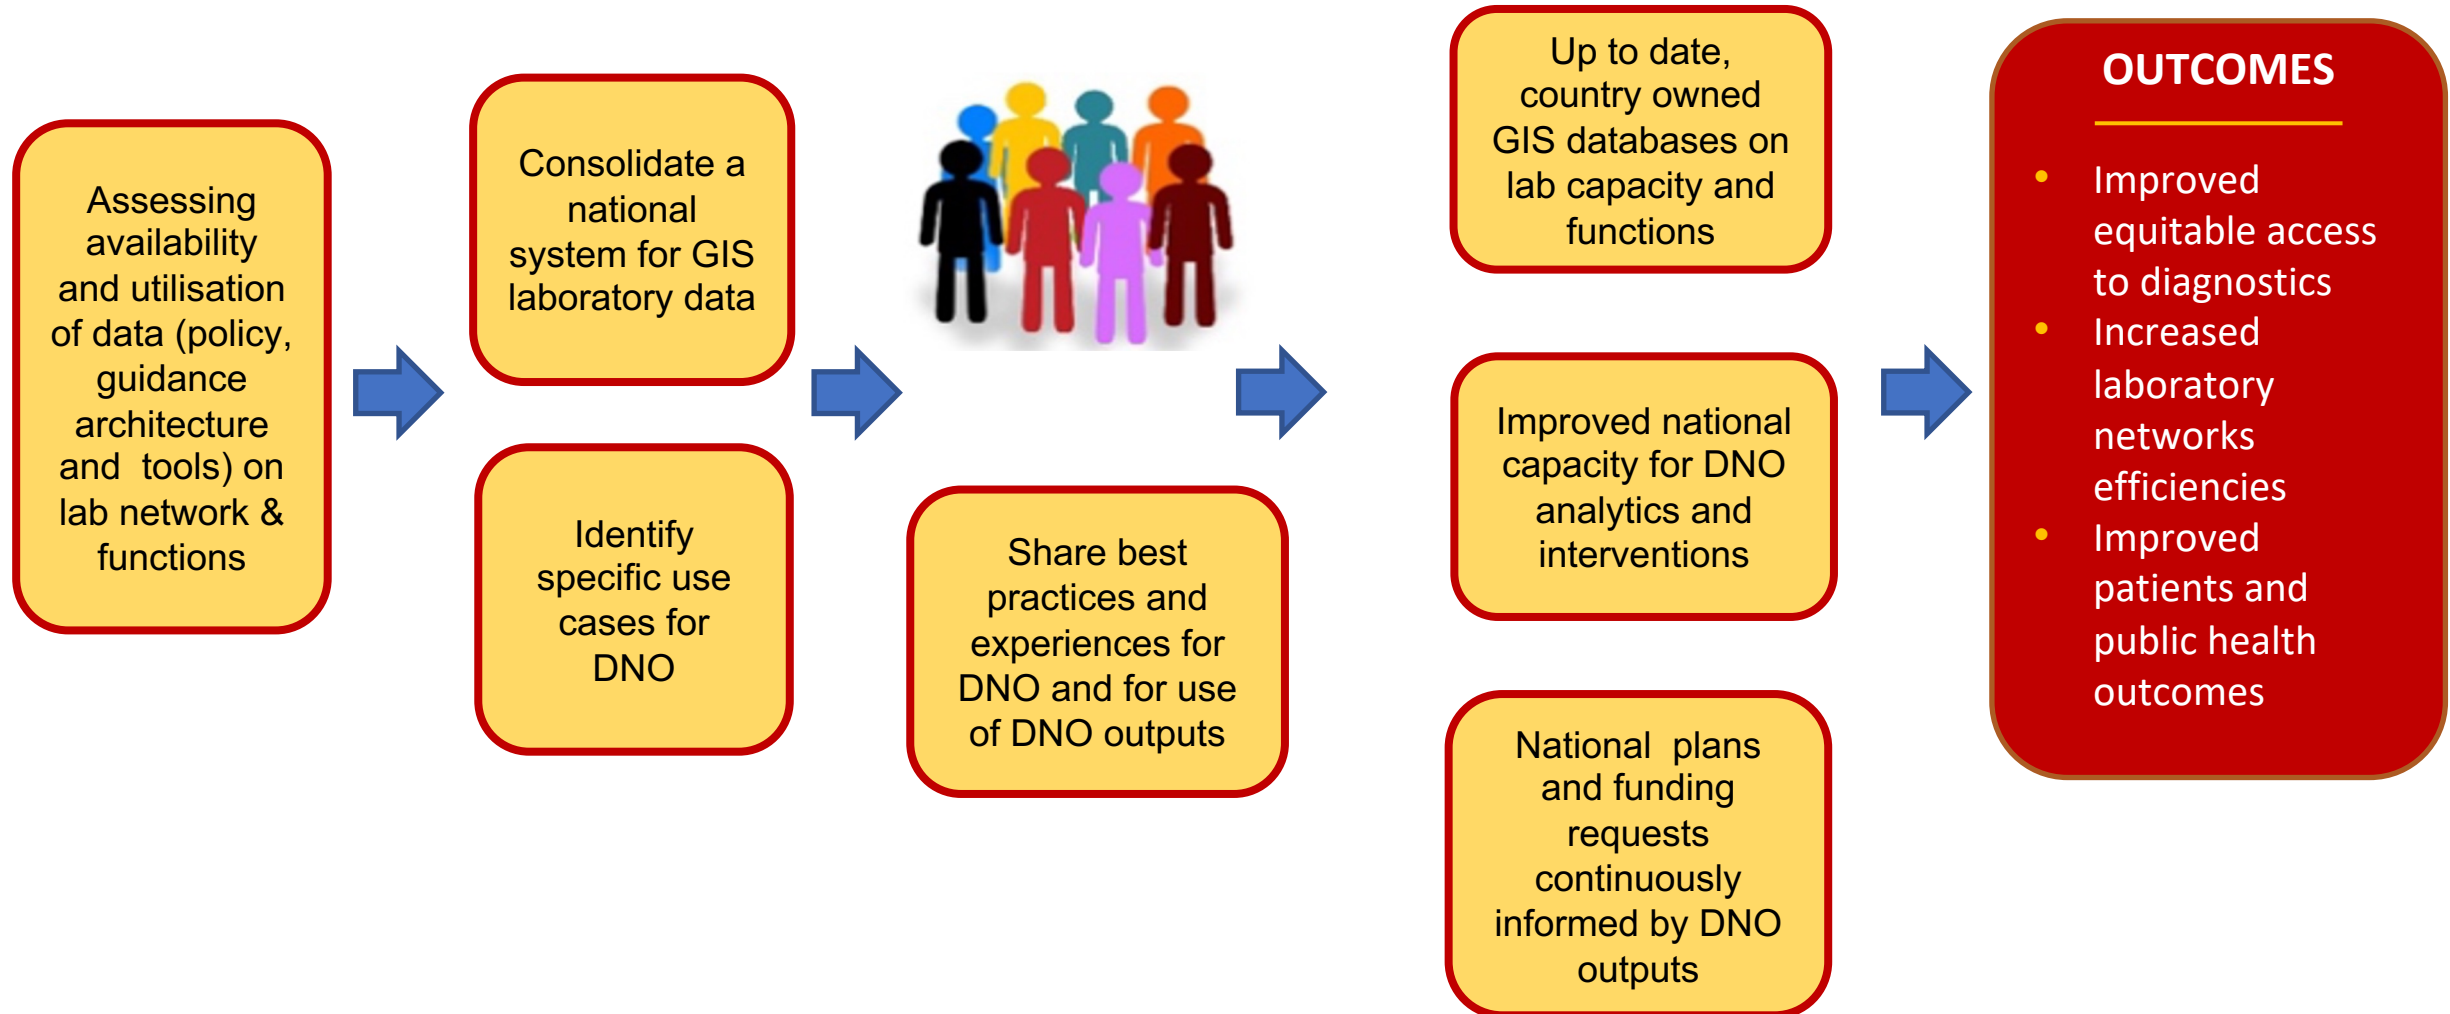 Assessing
availability
and utilisation
of data (policy,
guidance
architecture
and  tools) on
lab network &
functions
Consolidate a
national
system for GIS
laboratory data
Identify
specific use
cases for
DNO
Share best
practices and
experiences for
DNO and for use
of DNO outputs
Up to date,
country owned
GIS databases on
lab capacity and
functions
Improved national
capacity for DNO
analytics and
interventions
National  plans
and funding
requests
continuously
informed by DNO
outputs
OUTCOMES
• Improved
equitable access
to diagnostics
• Increased
laboratory
networks
efficiencies
• Improved
patients and
public health
outcomes